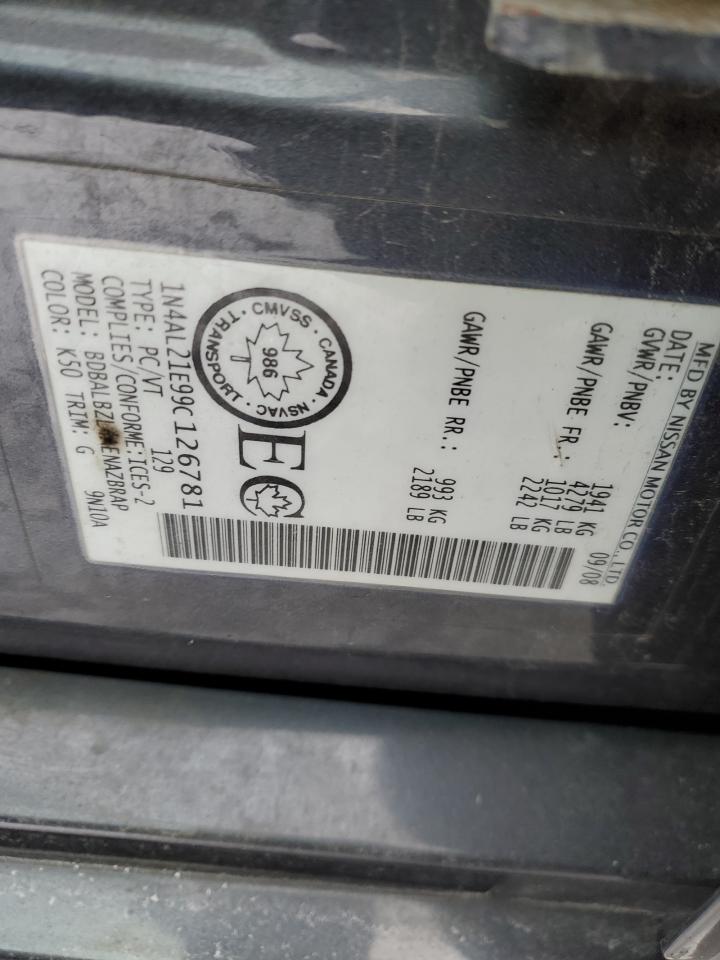 MFD BY NISSAN MOTOR CO., LTD.
DATE: 09/08
GVWR/PNBV: 1941 KG
4279 LB
GAWR/PNBE FR.: 1017 KG
2242 LB
GAWR/PNBE RR.: 993 KG
2189 LB
CMVSS · CANADA · NSVAC · TRANSPORT ·
986
EC
1N4AL21E99C126781
TYPE: PC/VT 129
COMPLIES/CONFORME:ICES-2
MODEL: 9N10A
COLOR: K50 TRIM: G